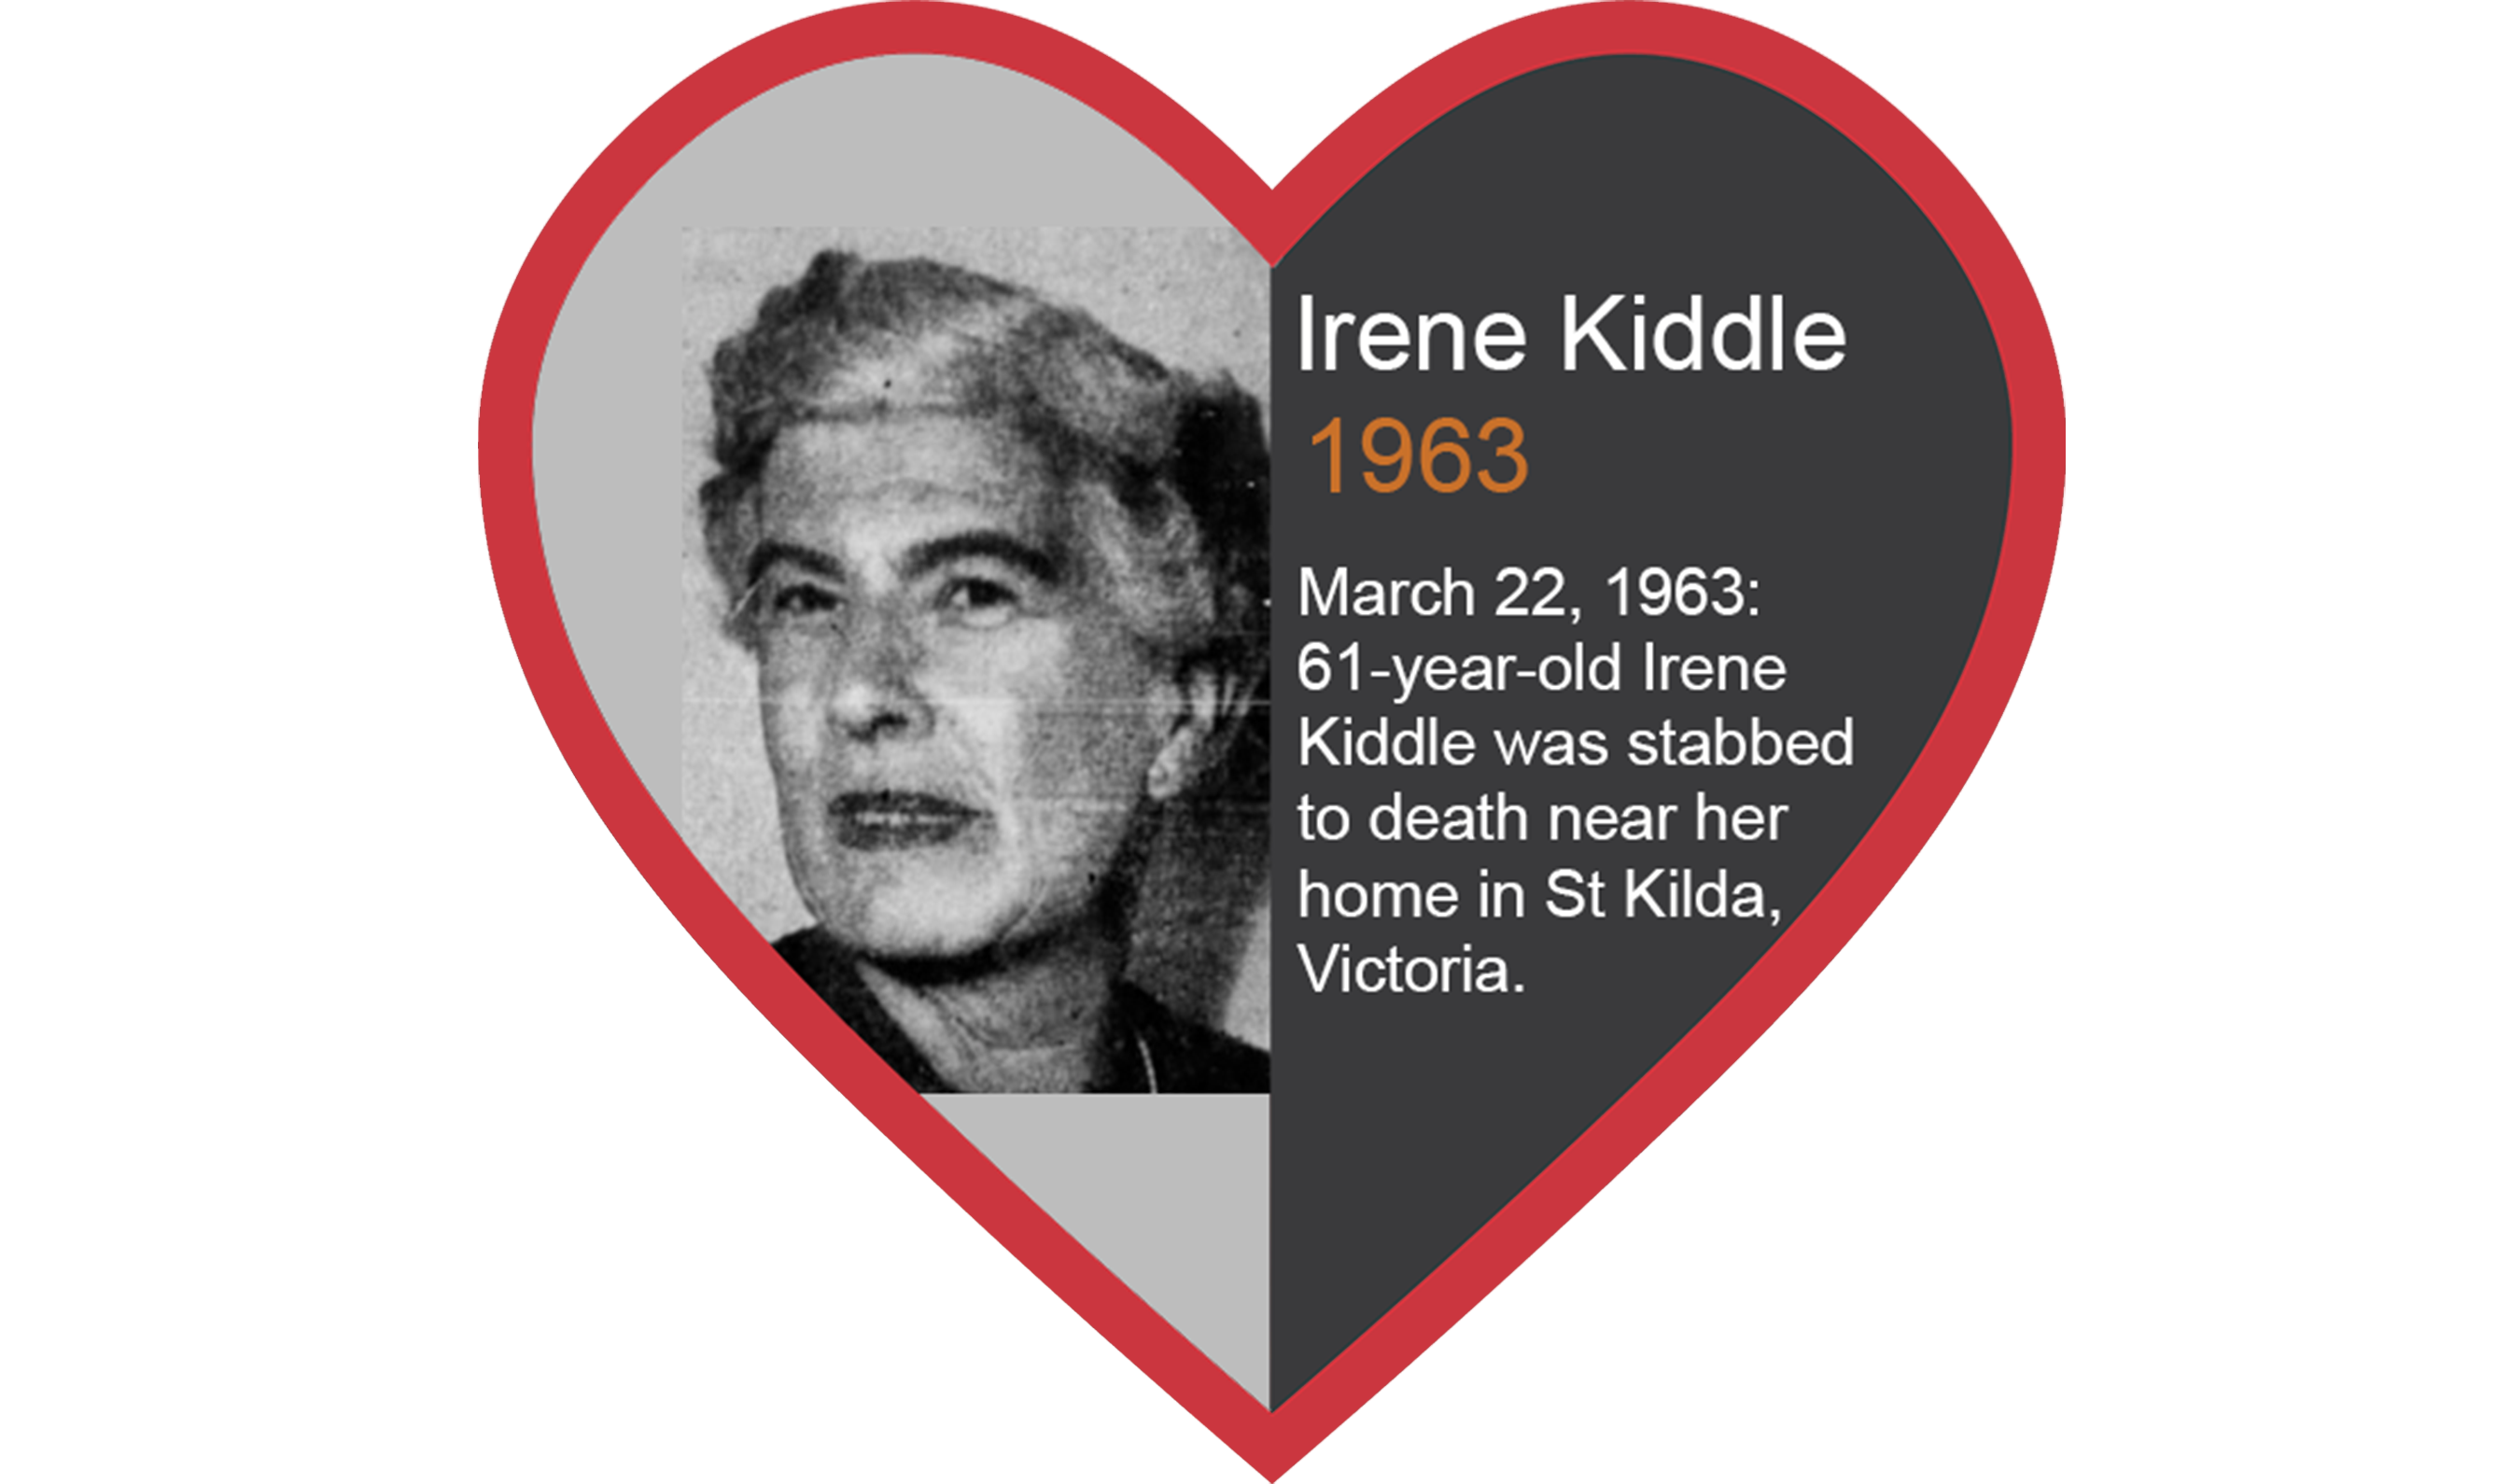 Irene Kiddle
1963
March 22, 1963:
61-year-old Irene
Kiddle was stabbed
to death near her
home in St Kilda,
Victoria.